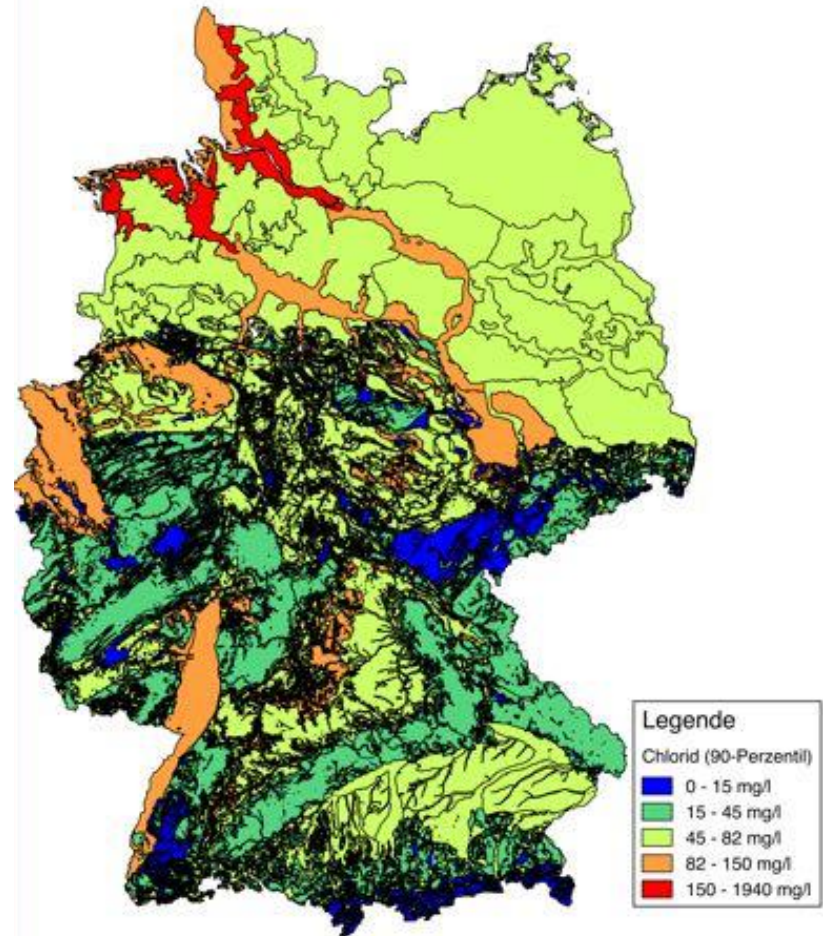 Legende
Chlorid (90-Perzentil)
0 - 15 mg/l
15 - 45 mg/l
45 - 82 mg/l
82 - 150 mg/l
150 - 1940 mg/l